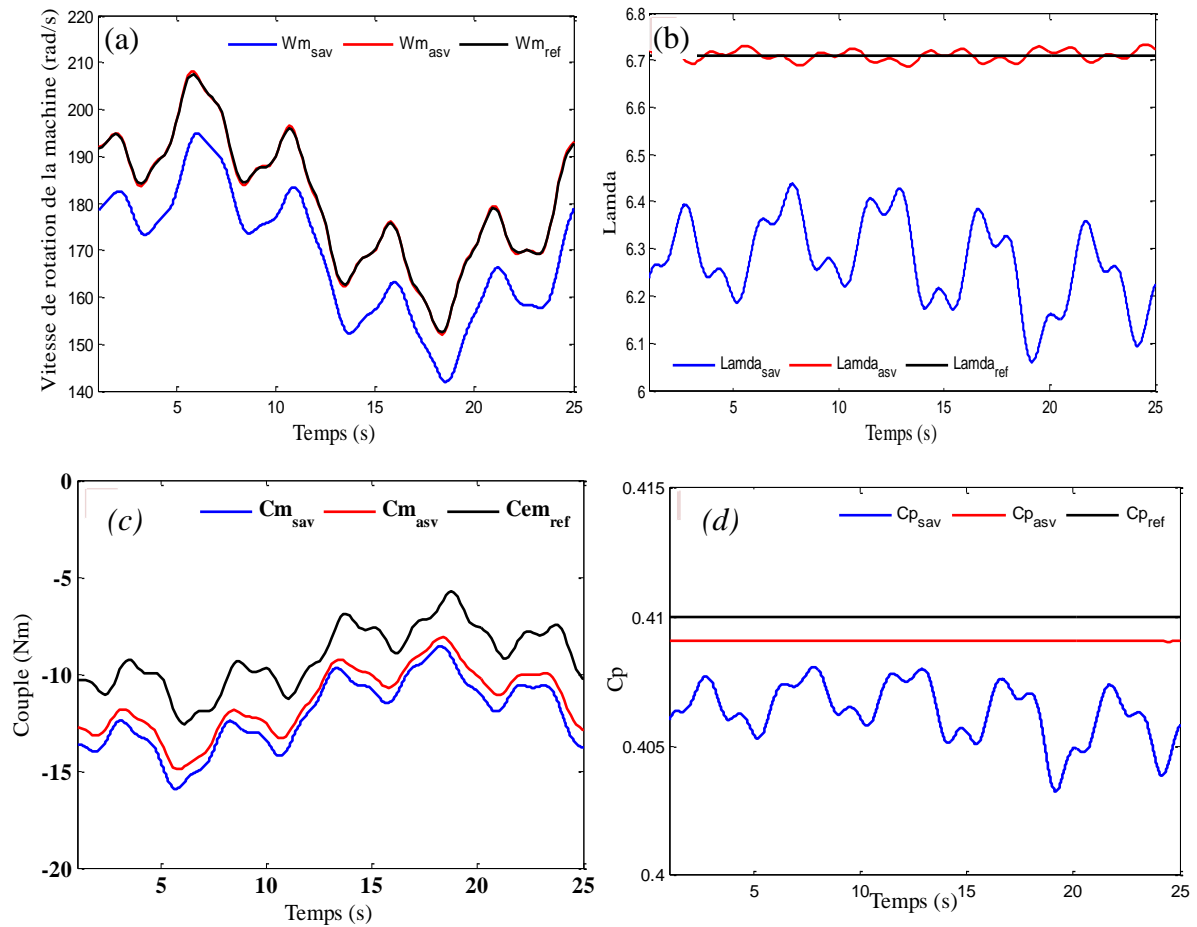 (a)
Wm_sav Wm_asv Wm_ref
Vitesse de rotation de la machine (rad/s)
220
210
200
190
180
170
160
150
140
5 10 15 20 25
Temps (s)
(b)
6.8
6.7
6.6
6.5
6.4
6.3
6.2
6.1
6
Lamda
Lamda_sav Lamda_asv Lamda_ref
5 10 15 20 25
Temps (s)
(c)
Cm_sav Cm_asv Cem_ref
Couple (Nm)
0
-5
-10
-15
-20
5 10 15 20 25
Temps (s)
(d)
Cp_sav Cp_asv Cp_ref
Cp
0.415
0.41
0.405
0.4
5 10 15 20 25
Temps (s)